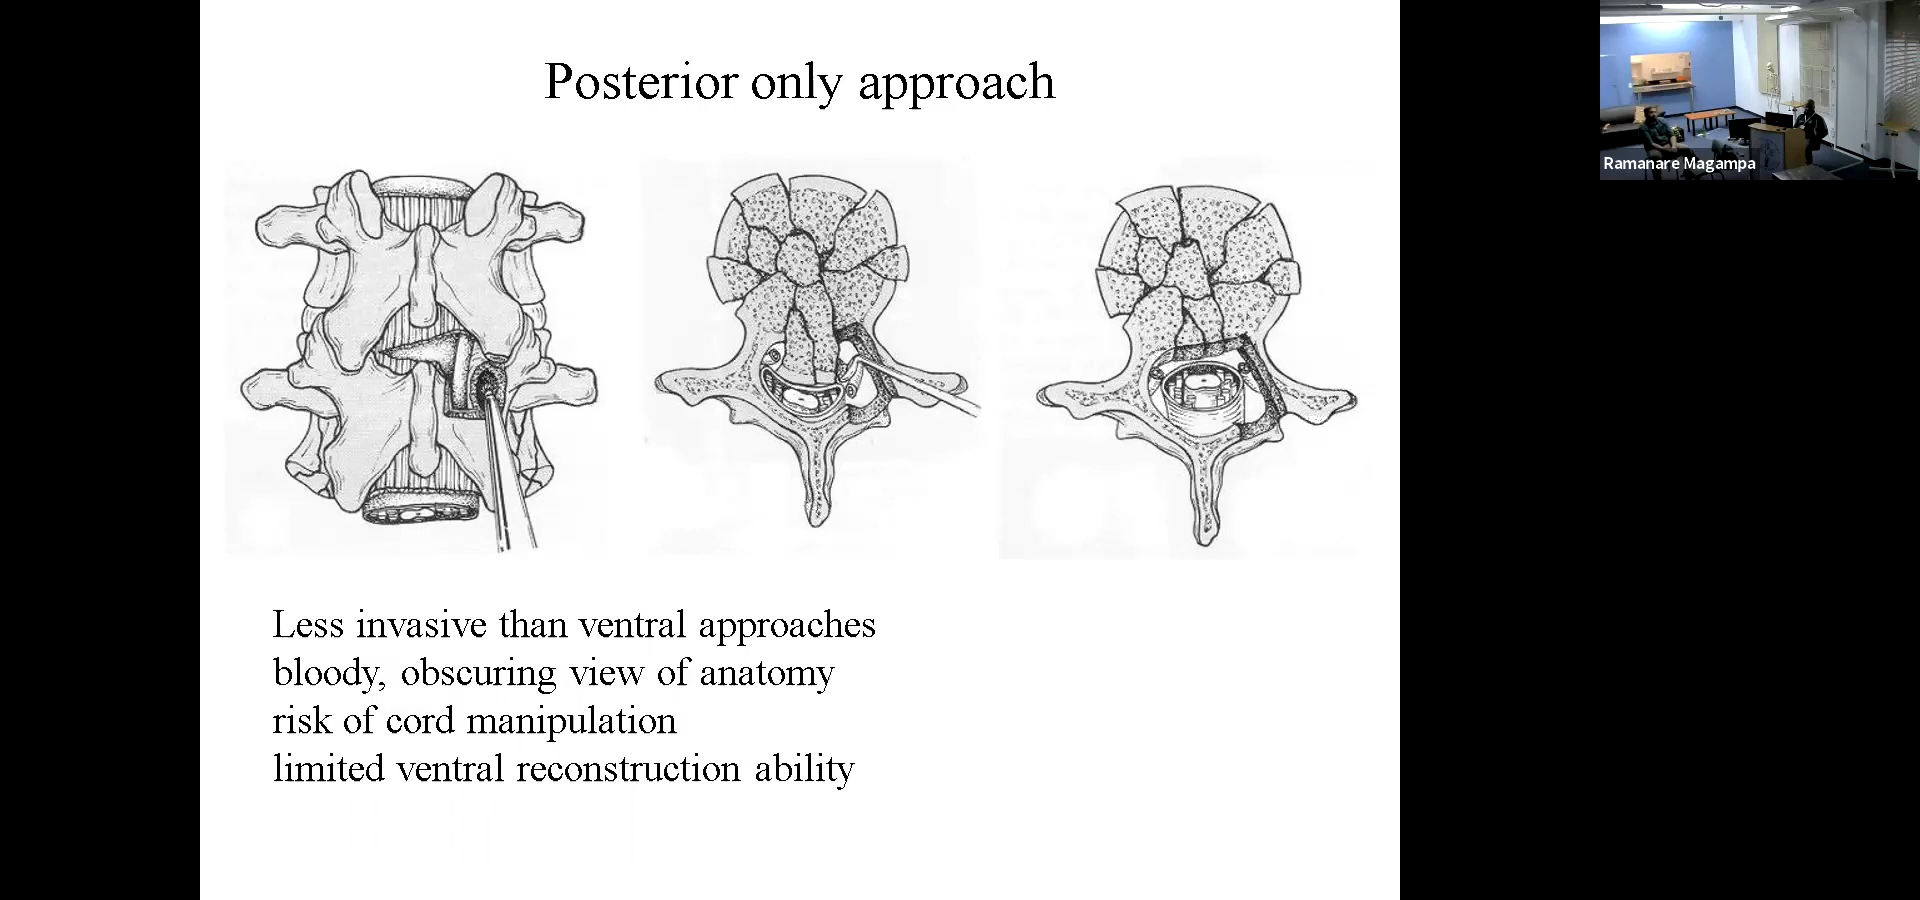 Posterior only approach
Ramanare Magampa
Less invasive than ventral approaches
bloody, obscuring view of anatomy
risk of cord manipulation
limited ventral reconstruction ability